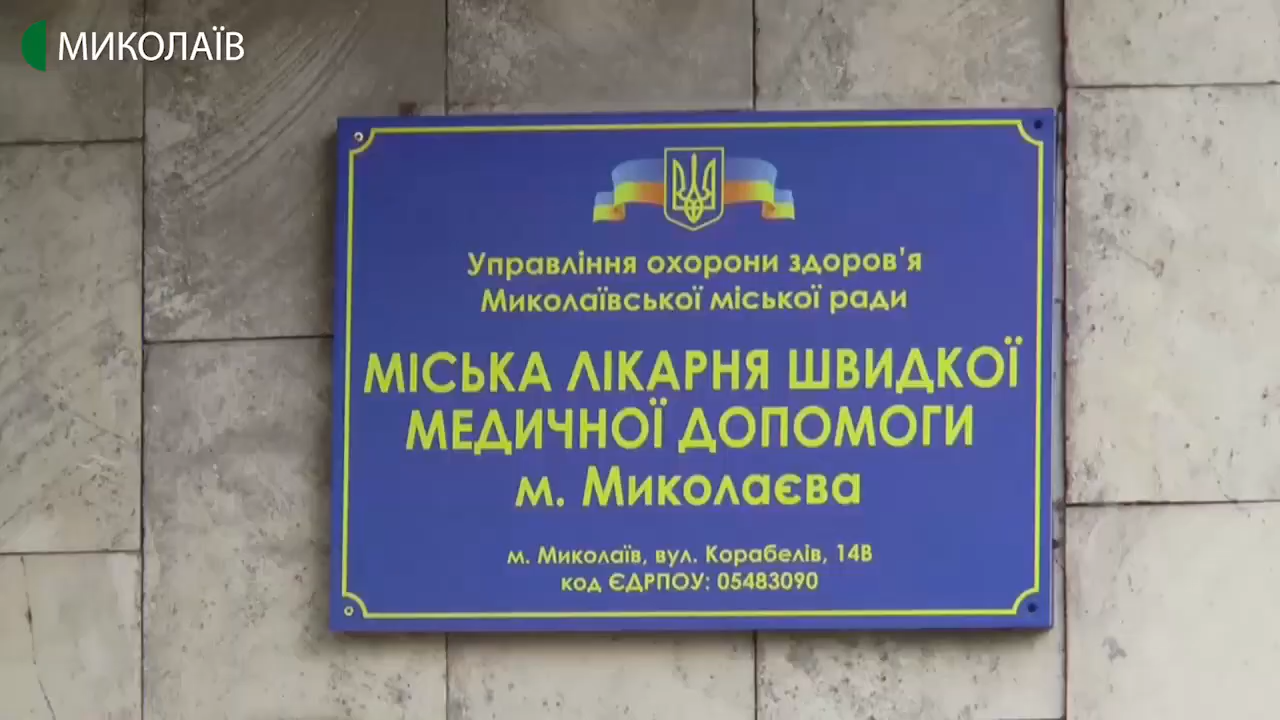 МИКОЛАЇВ
Управління охорони здоров'я
Миколаївської міської ради
МІСЬКА ЛІКАРНЯ ШВИДКОЇ
МЕДИЧНОЇ ДОПОМОГИ
м. Миколаєва
м. Миколаїв, вул. Корабелів, 14В
код ЄДРПОУ: 05483090